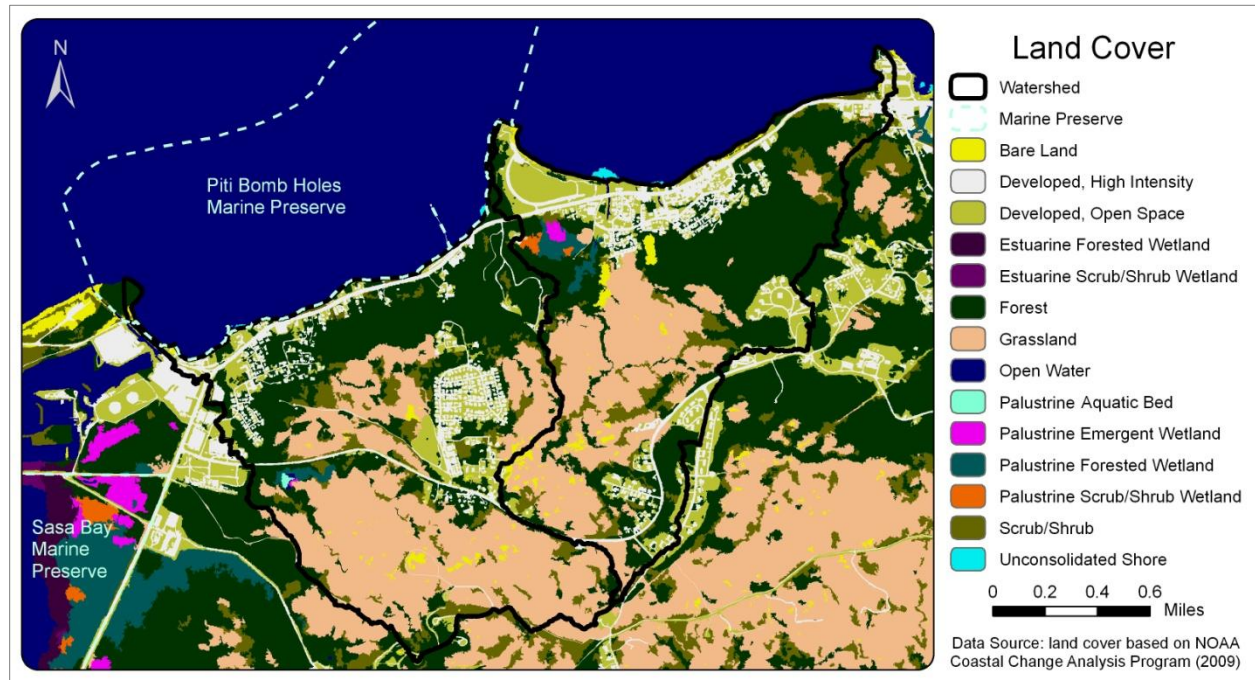 N
Piti Bomb Holes
Marine Preserve
Sasa Bay
Marine
Preserve
Land Cover
Watershed
Marine Preserve
Bare Land
Developed, High Intensity
Developed, Open Space
Estuarine Forested Wetland
Estuarine Scrub/Shrub Wetland
Forest
Grassland
Open Water
Palustrine Aquatic Bed
Palustrine Emergent Wetland
Palustrine Forested Wetland
Palustrine Scrub/Shrub Wetland
Scrub/Shrub
Unconsolidated Shore
0 0.2 0.4 0.6
Miles
Data Source: land cover based on NOAA
Coastal Change Analysis Program (2009)